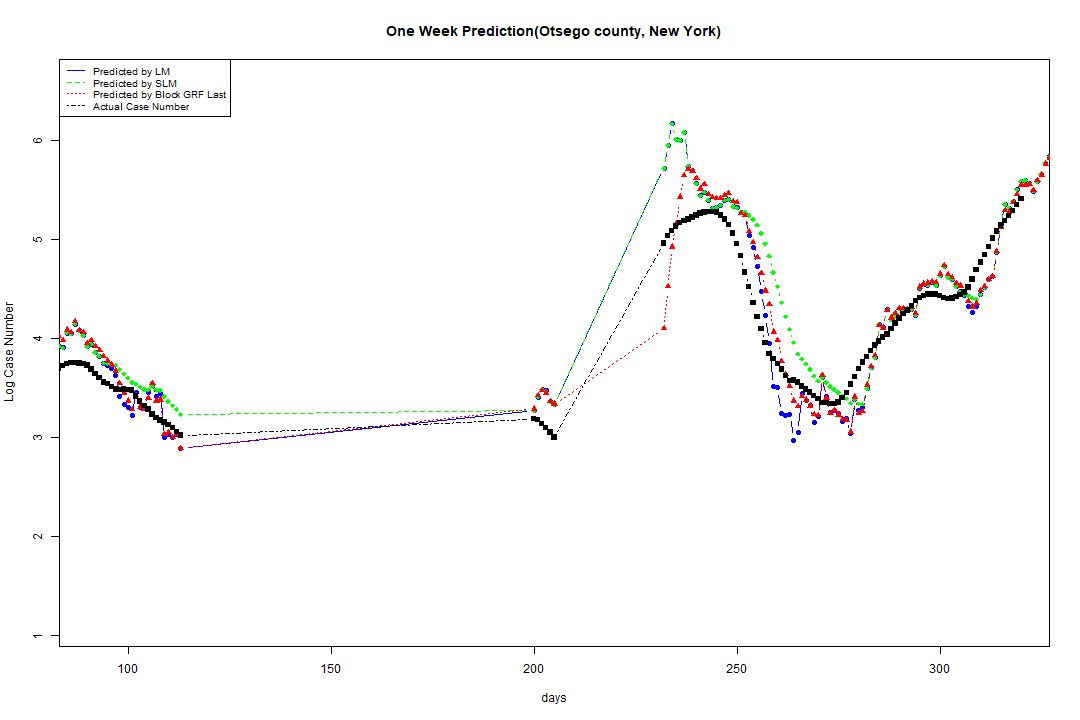 One Week Prediction(Otsego county, New York)
Predicted by LM
Predicted by SLM
Predicted by Block GRF Last
Actual Case Number
6
5
4
3
2
1
Log Case Number
100 150 200 250 300
days